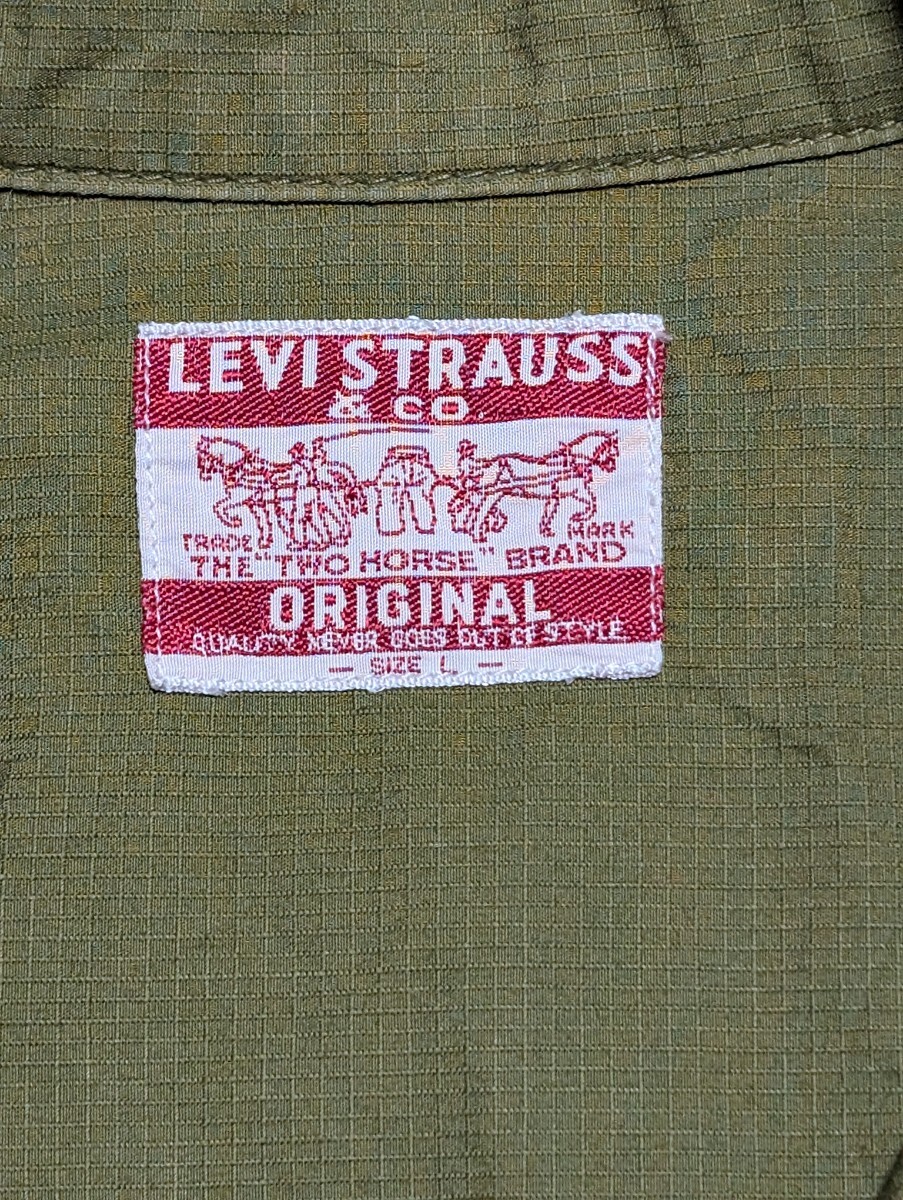 LEVI STRAUSS
& CO.
TRADE MARK
THE "TWO HORSE" BRAND
ORIGINAL
QUALITY NEVER GOES OUT OF STYLE
— SIZE L —